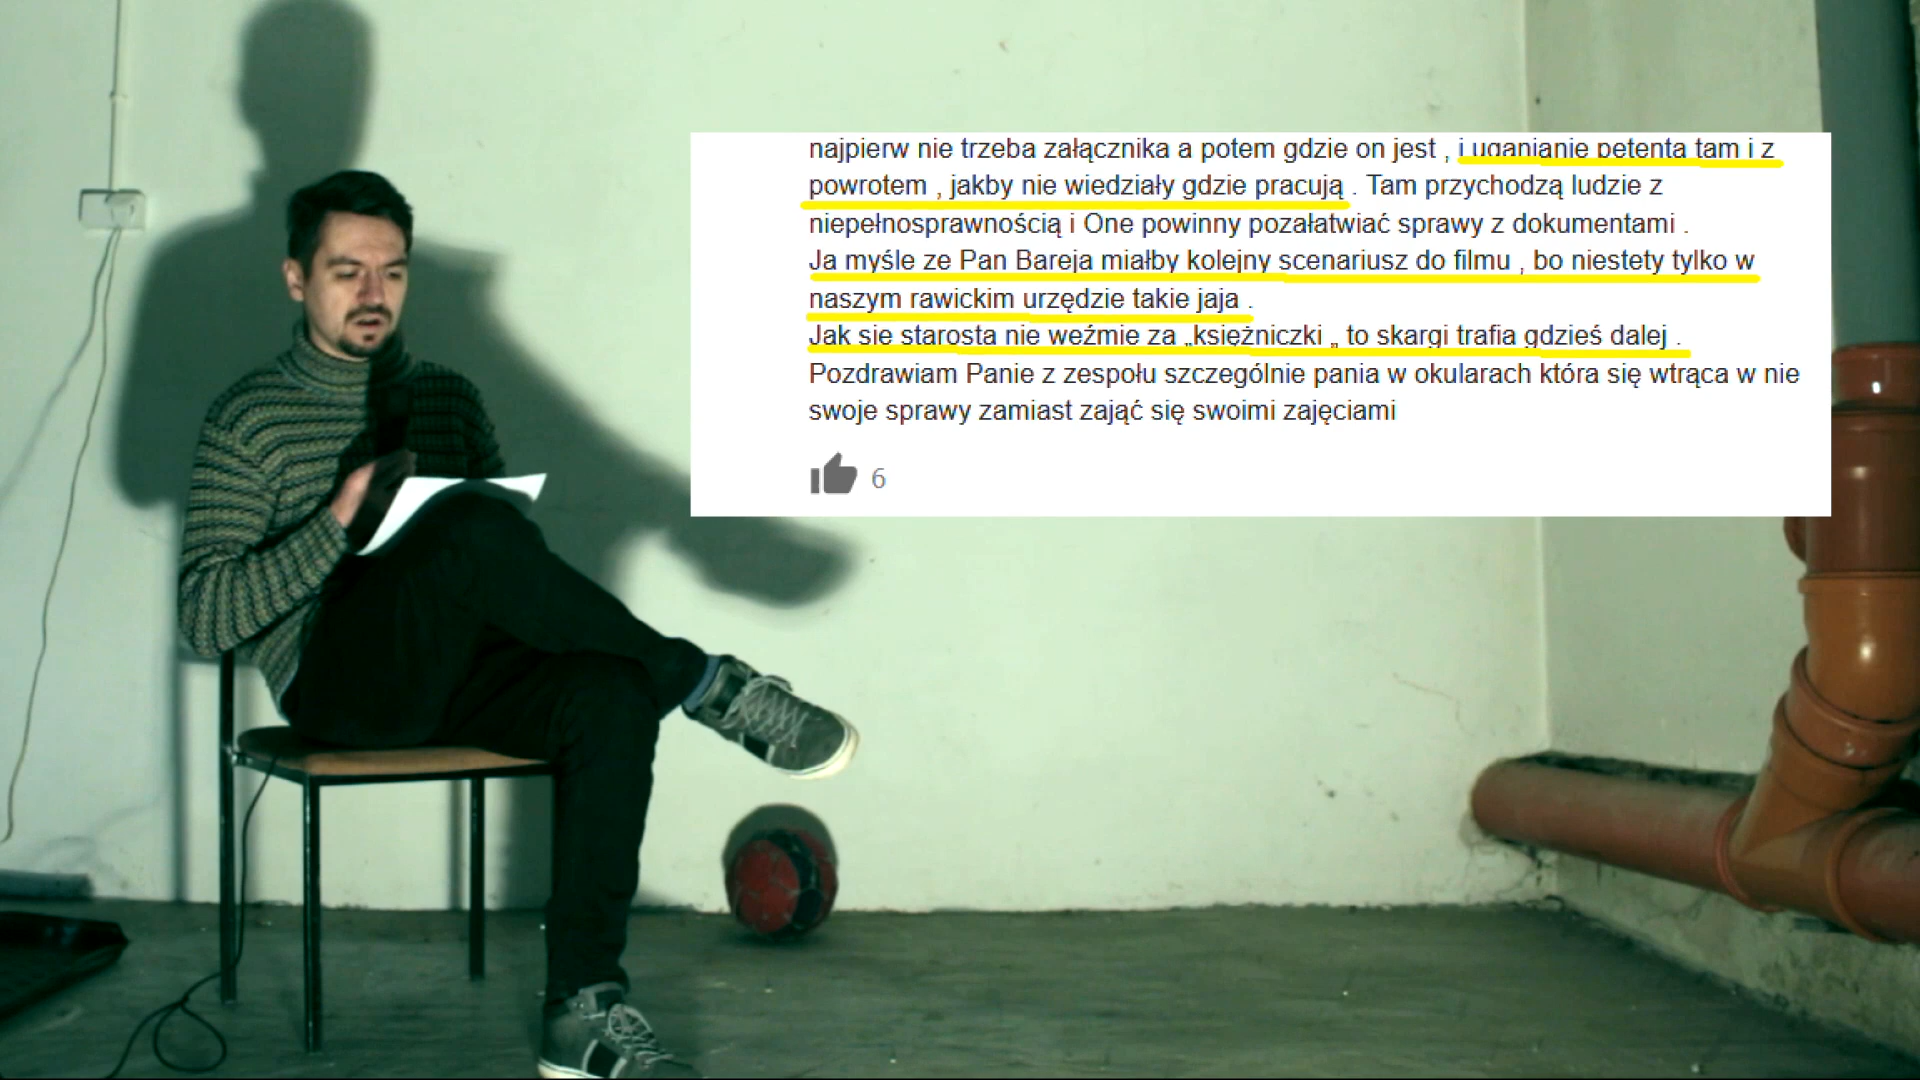 najpierw nie trzeba załącznika a potem gdzie on jest , i uganianie petenta tam i z
powrotem , jakby nie wiedziały gdzie pracują . Tam przychodzą ludzie z
niepełnosprawnością i One powinny pozałatwiać sprawy z dokumentami .
Ja myśle ze Pan Bareja miałby kolejny scenariusz do filmu , bo niestety tylko w
naszym rawickim urzędzie takie jaja .
Jak sie starosta nie weźmie za „księżniczki „ to skargi trafia gdzieś dalej .
Pozdrawiam Panie z zespołu szczególnie pania w okularach która się wtrąca w nie
swoje sprawy zamiast zająć się swoimi zajęciami
6